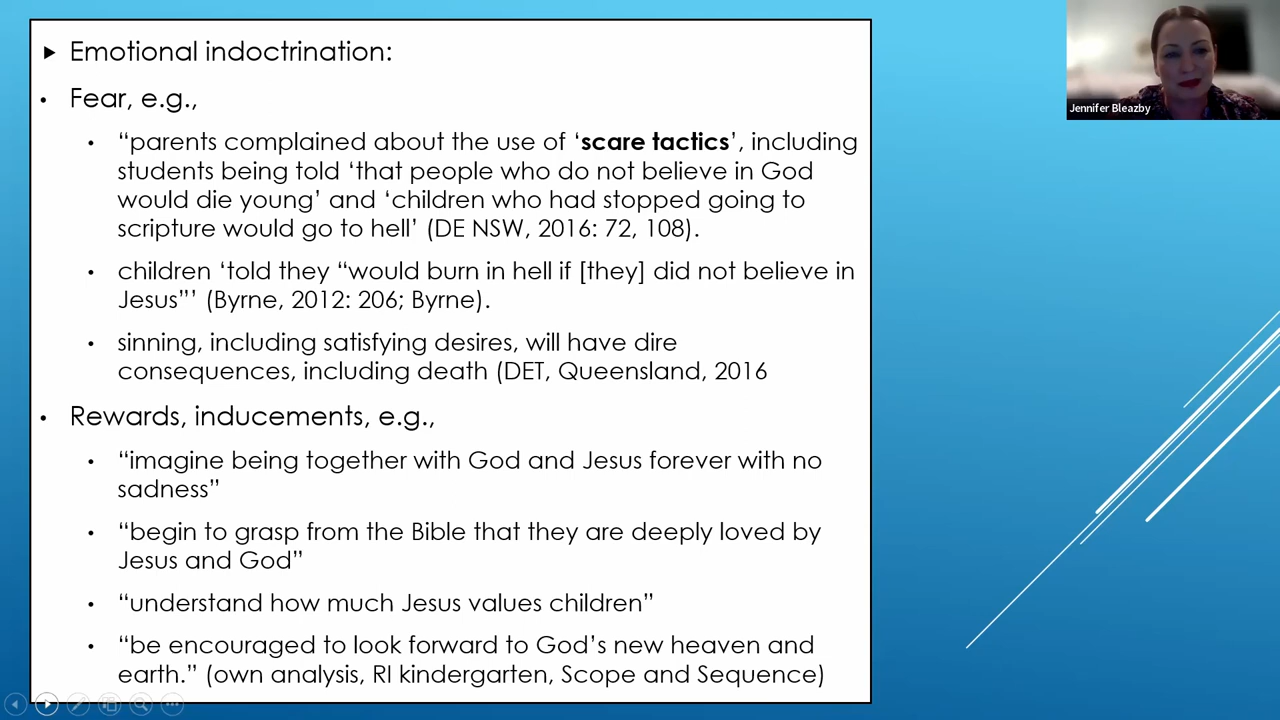 Emotional indoctrination:
Fear, e.g.,
“parents complained about the use of ‘scare tactics’, including
students being told ‘that people who do not believe in God
would die young’ and ‘children who had stopped going to
scripture would go to hell’ (DE NSW, 2016: 72, 108).
children ‘told they “would burn in hell if [they] did not believe in
Jesus”’ (Byrne, 2012: 206; Byrne).
sinning, including satisfying desires, will have dire
consequences, including death (DET, Queensland, 2016
Rewards, inducements, e.g.,
“imagine being together with God and Jesus forever with no
sadness”
“begin to grasp from the Bible that they are deeply loved by
Jesus and God”
“understand how much Jesus values children”
“be encouraged to look forward to God’s new heaven and
earth.” (own analysis, RI kindergarten, Scope and Sequence)
Jennifer Bleazby